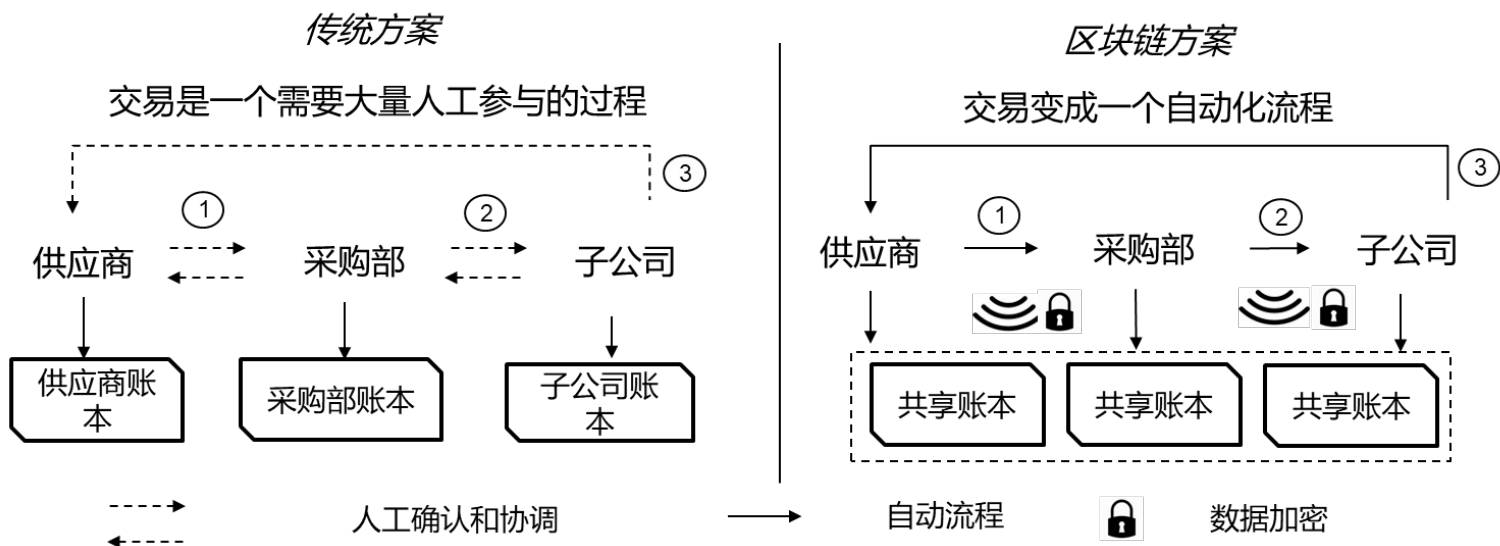 传统方案
交易是一个需要大量人工参与的过程
3
1
2
供应商
采购部
子公司
供应商账
本
采购部账本
子公司账
本
区块链方案
交易变成一个自动化流程
3
1
2
供应商
采购部
子公司
共享账本
共享账本
共享账本
人工确认和协调
自动流程
数据加密